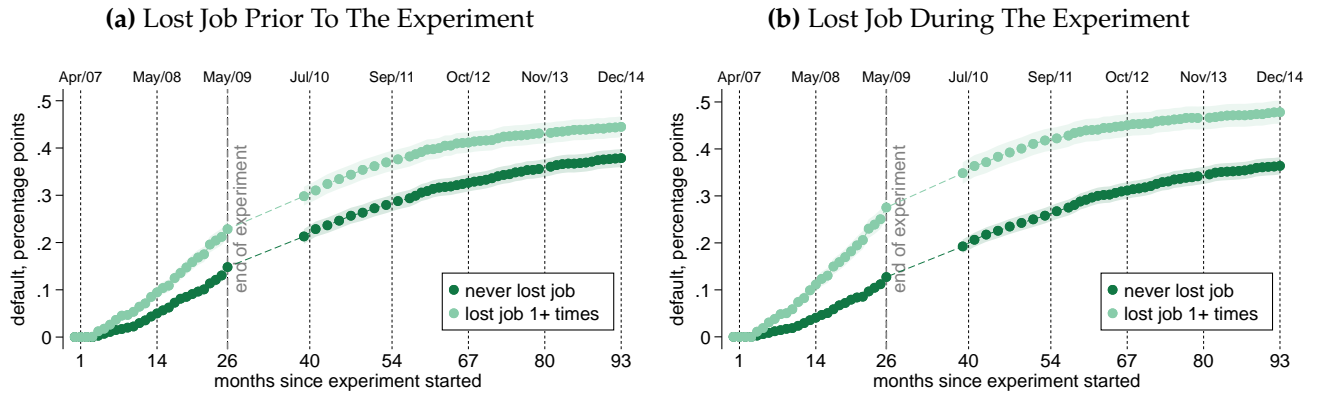 (a) Lost Job Prior To The Experiment
Apr/07 May/08 May/09 Jul/10 Sep/11 Oct/12 Nov/13 Dec/14
default, percentage points
.5
.4
.3
.2
.1
0
end of experiment
never lost job
lost job 1+ times
1 14 26 40 54 67 80 93
months since experiment started
(b) Lost Job During The Experiment
Apr/07 May/08 May/09 Jul/10 Sep/11 Oct/12 Nov/13 Dec/14
default, percentage points
.5
.4
.3
.2
.1
0
end of experiment
never lost job
lost job 1+ times
1 14 26 40 54 67 80 93
months since experiment started